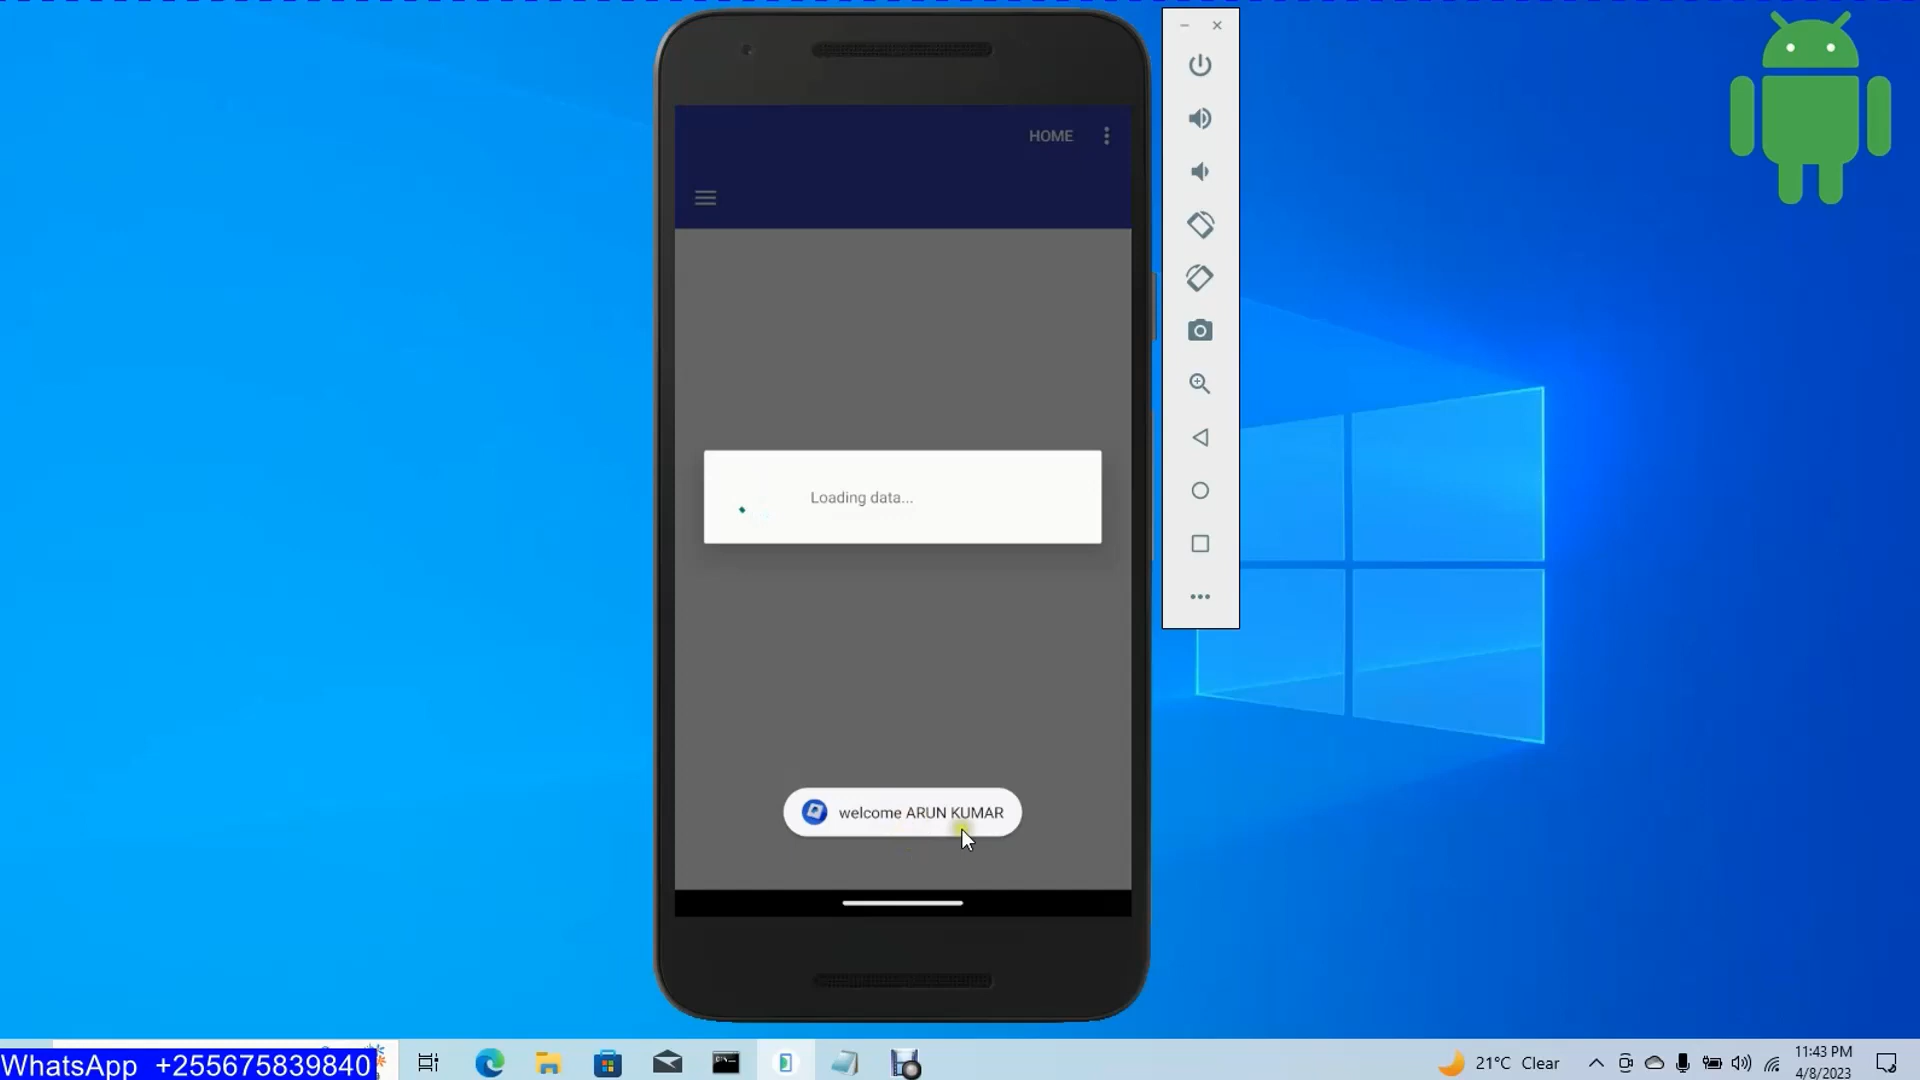 HOME
Loading data...
welcome ARUN KUMAR
WhatsApp +255675839840
21°C Clear
11:43 PM
4/8/2023